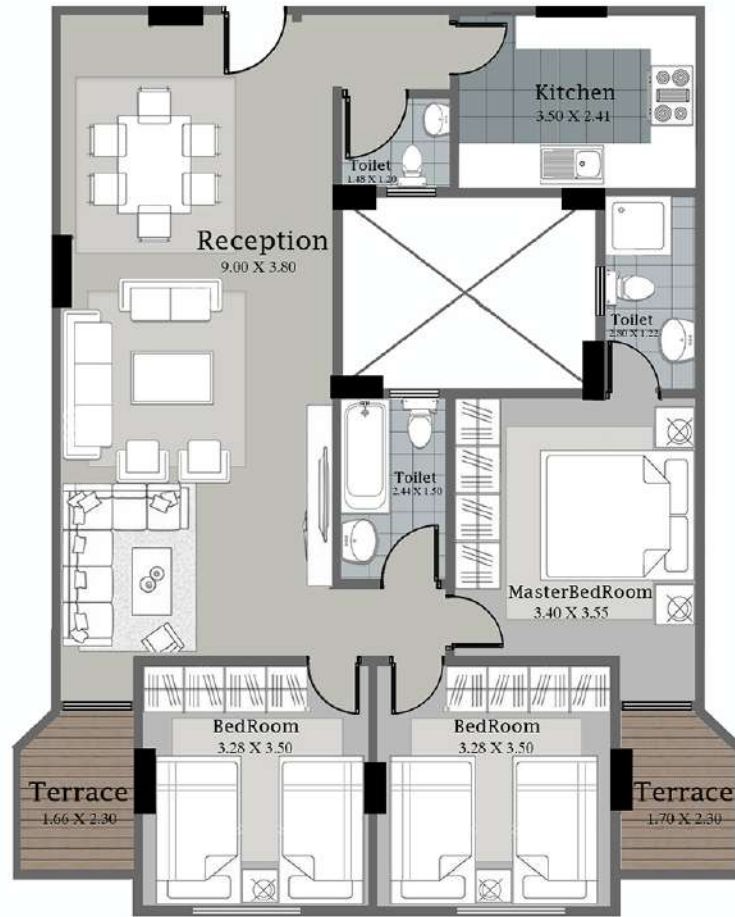 Kitchen
3.50 X 2.41
Toilet
1.48 X 1.20
Reception
9.00 X 3.80
Toilet
2.80 X 1.22
Toilet
2.44 X 1.50
MasterBedRoom
3.40 X 3.55
BedRoom
3.28 X 3.50
BedRoom
3.28 X 3.50
Terrace
1.66 X 2.30
Terrace
1.70 X 2.30